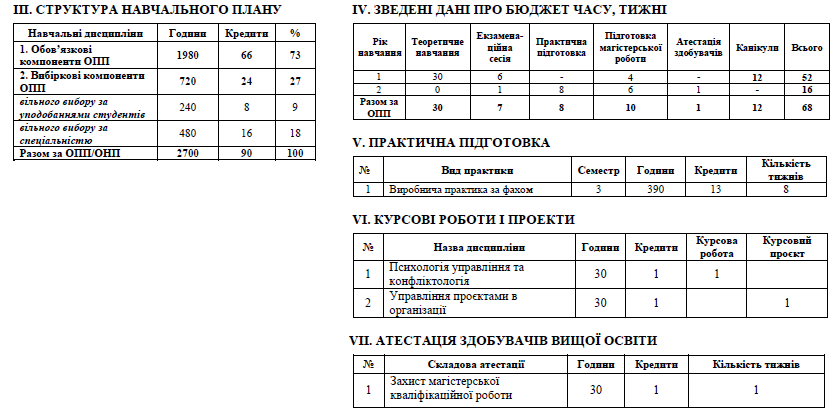 III. СТРУКТУРА НАВЧАЛЬНОГО ПЛАНУ
Навчальні дисципліни Години Кредити %
1. Обов'язкові
компоненти ОПП 1980 66 73
2. Вибіркові компоненти
ОПП 720 24 27
вільного вибору за
уподобаннями студентів 240 8 9
вільного вибору за
спеціальністю 480 16 18
Разом за ОПП/ОНП 2700 90 100
IV. ЗВЕДЕНІ ДАНІ ПРО БЮДЖЕТ ЧАСУ, ТИЖНІ
Рік
навчання Теоретичне
навчання Екзамена-
ційна
сесія Практична
підготовка Підготовка
магістерської
роботи Атестація
здобувачів Канікули Всього
1 30 6 - 4 - 12 52
2 0 1 8 6 1 - 16
Разом за
ОПП 30 7 8 10 1 12 68
V. ПРАКТИЧНА ПІДГОТОВКА
№ Вид практики Семестр Години Кредити Кількість
тижнів
1 Виробнича практика за фахом 3 390 13 8
VI. КУРСОВІ РОБОТИ І ПРОЕКТИ
№ Назва дисципліни Години Кредити Курсова
робота Курсовий
проєкт
1 Психологія управління та
конфліктологія 30 1 1
2 Управління проєктами в
організації 30 1 1
VII. АТЕСТАЦІЯ ЗДОБУВАЧІВ ВИЩОЇ ОСВІТИ
№ Складова атестації Години Кредити Кількість тижнів
1 Захист магістерської
кваліфікаційної роботи 30 1 1